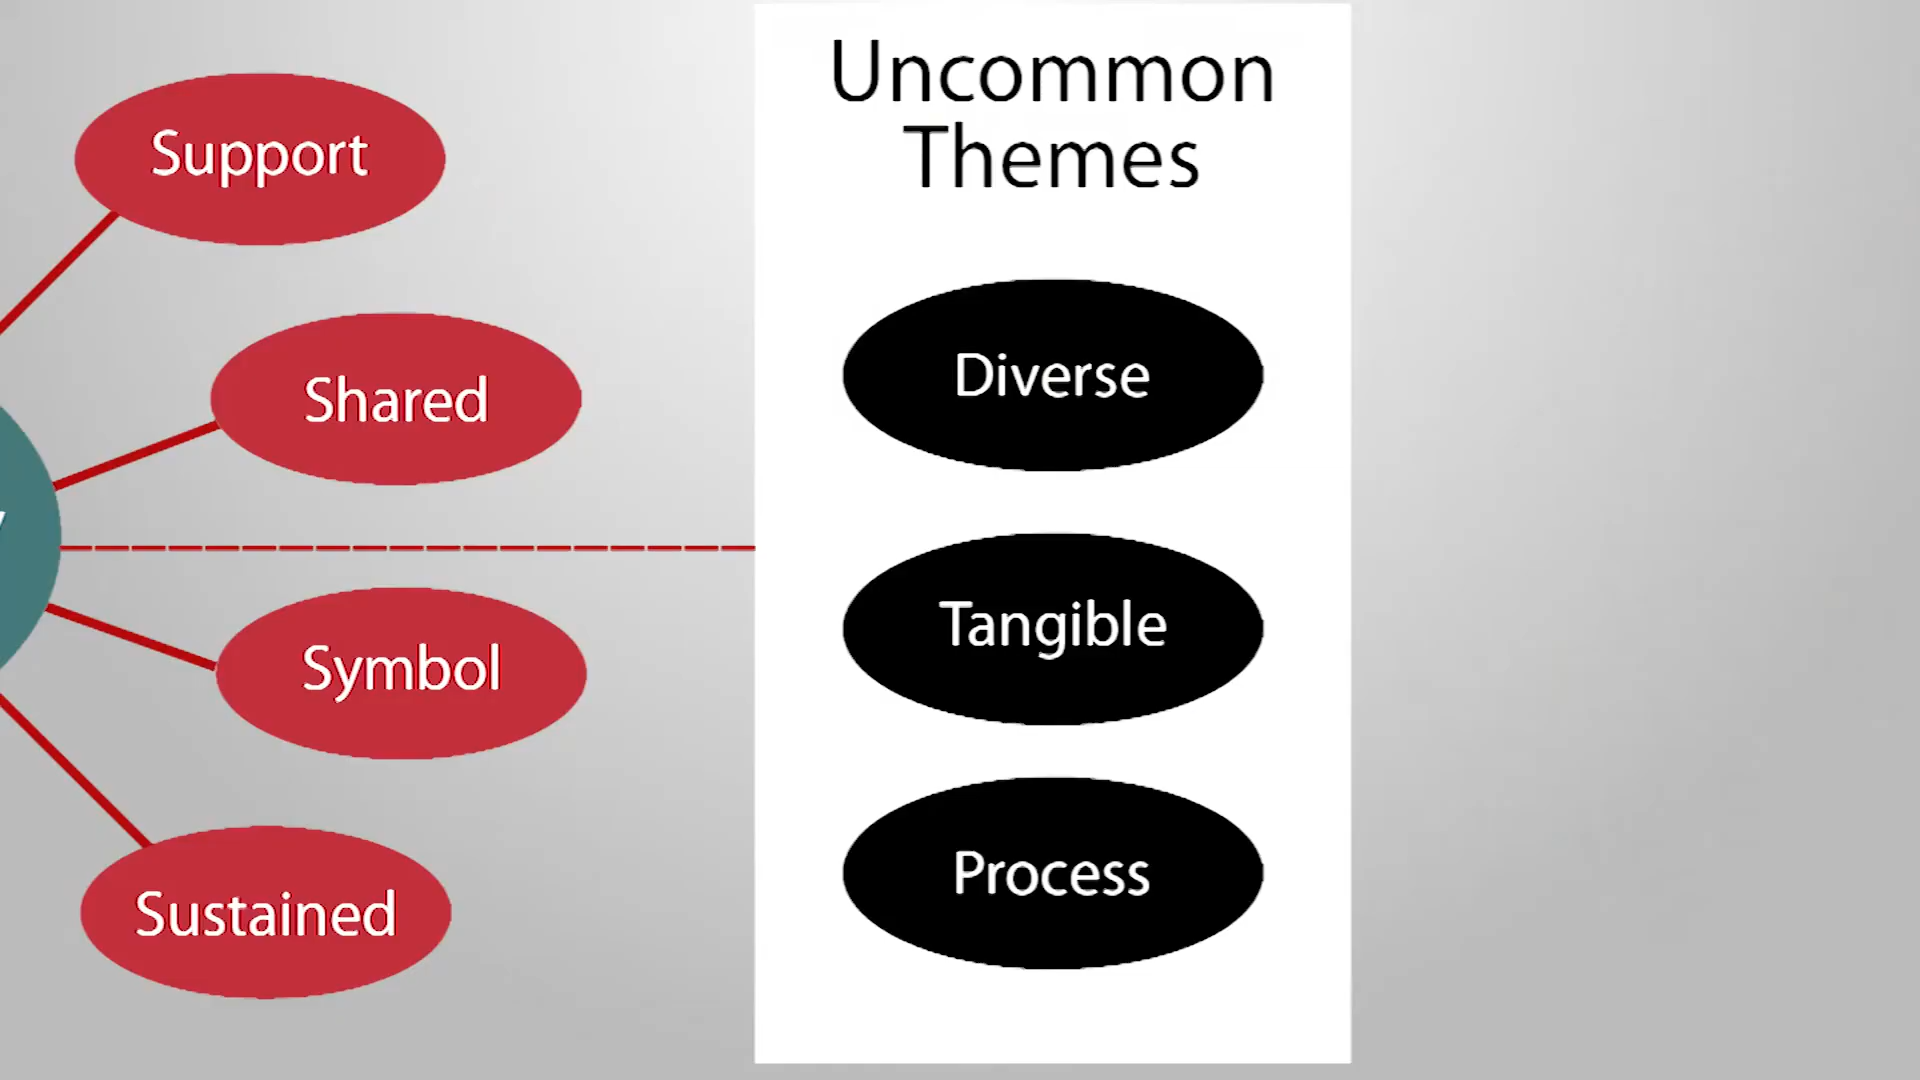 Support
Shared
Symbol
Sustained
Uncommon
Themes
Diverse
Tangible
Process